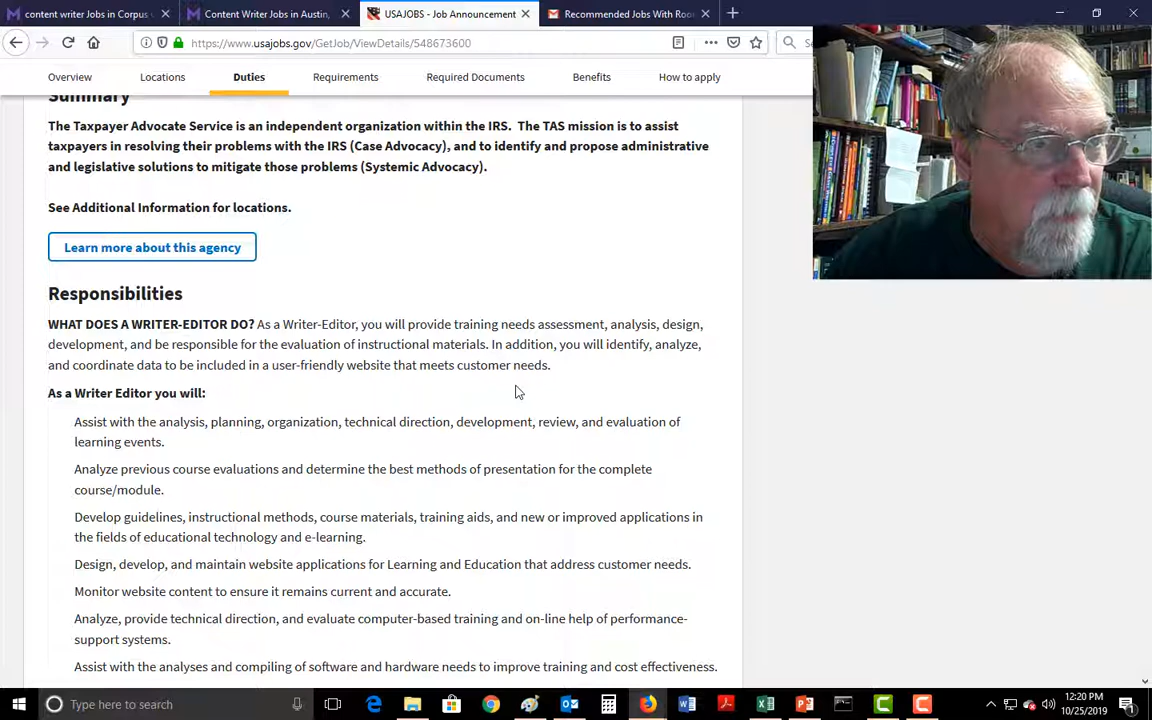 content writer Jobs in Corpus
Content Writer Jobs in Austin,
USAJOBS - Job Announcement
Recommended Jobs With Roo
https://www.usajobs.gov/GetJob/ViewDetails/548673600
Overview
Locations
Duties
Requirements
Required Documents
Benefits
How to apply
Summary
The Taxpayer Advocate Service is an independent organization within the IRS. The TAS mission is to assist
taxpayers in resolving their problems with the IRS (Case Advocacy), and to identify and propose administrative
and legislative solutions to mitigate those problems (Systemic Advocacy).
See Additional Information for locations.
Learn more about this agency
Responsibilities
WHAT DOES A WRITER-EDITOR DO? As a Writer-Editor, you will provide training needs assessment, analysis, design,
development, and be responsible for the evaluation of instructional materials. In addition, you will identify, analyze,
and coordinate data to be included in a user-friendly website that meets customer needs.
As a Writer Editor you will:
Assist with the analysis, planning, organization, technical direction, development, review, and evaluation of
learning events.
Analyze previous course evaluations and determine the best methods of presentation for the complete
course/module.
Develop guidelines, instructional methods, course materials, training aids, and new or improved applications in
the fields of educational technology and e-learning.
Design, develop, and maintain website applications for Learning and Education that address customer needs.
Monitor website content to ensure it remains current and accurate.
Analyze, provide technical direction, and evaluate computer-based training and on-line help of performance-
support systems.
Assist with the analyses and compiling of software and hardware needs to improve training and cost effectiveness.
Type here to search
12:20 PM
10/25/2019